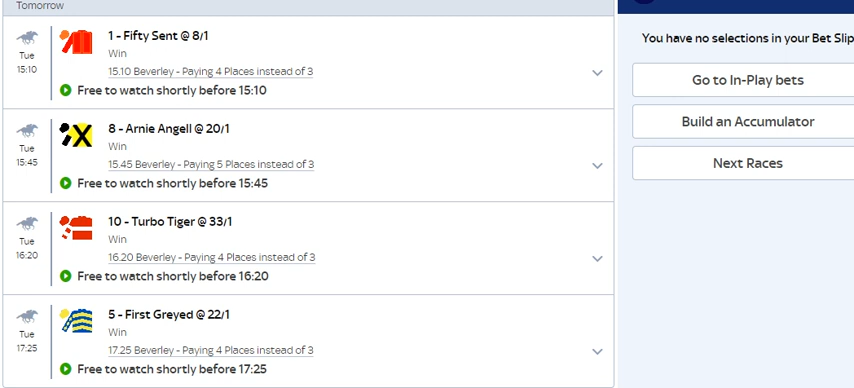 Tomorrow
Tue
15:10
1 - Fifty Sent @ 8/1
Win
15.10 Beverley - Paying 4 Places instead of 3
Free to watch shortly before 15:10
Tue
15:45
8 - Arnie Angell @ 20/1
Win
15.45 Beverley - Paying 5 Places instead of 3
Free to watch shortly before 15:45
Tue
16:20
10 - Turbo Tiger @ 33/1
Win
16.20 Beverley - Paying 4 Places instead of 3
Free to watch shortly before 16:20
Tue
17:25
5 - First Greyed @ 22/1
Win
17.25 Beverley - Paying 4 Places instead of 3
Free to watch shortly before 17:25
You have no selections in your Bet Slip
Go to In-Play bets
Build an Accumulator
Next Races